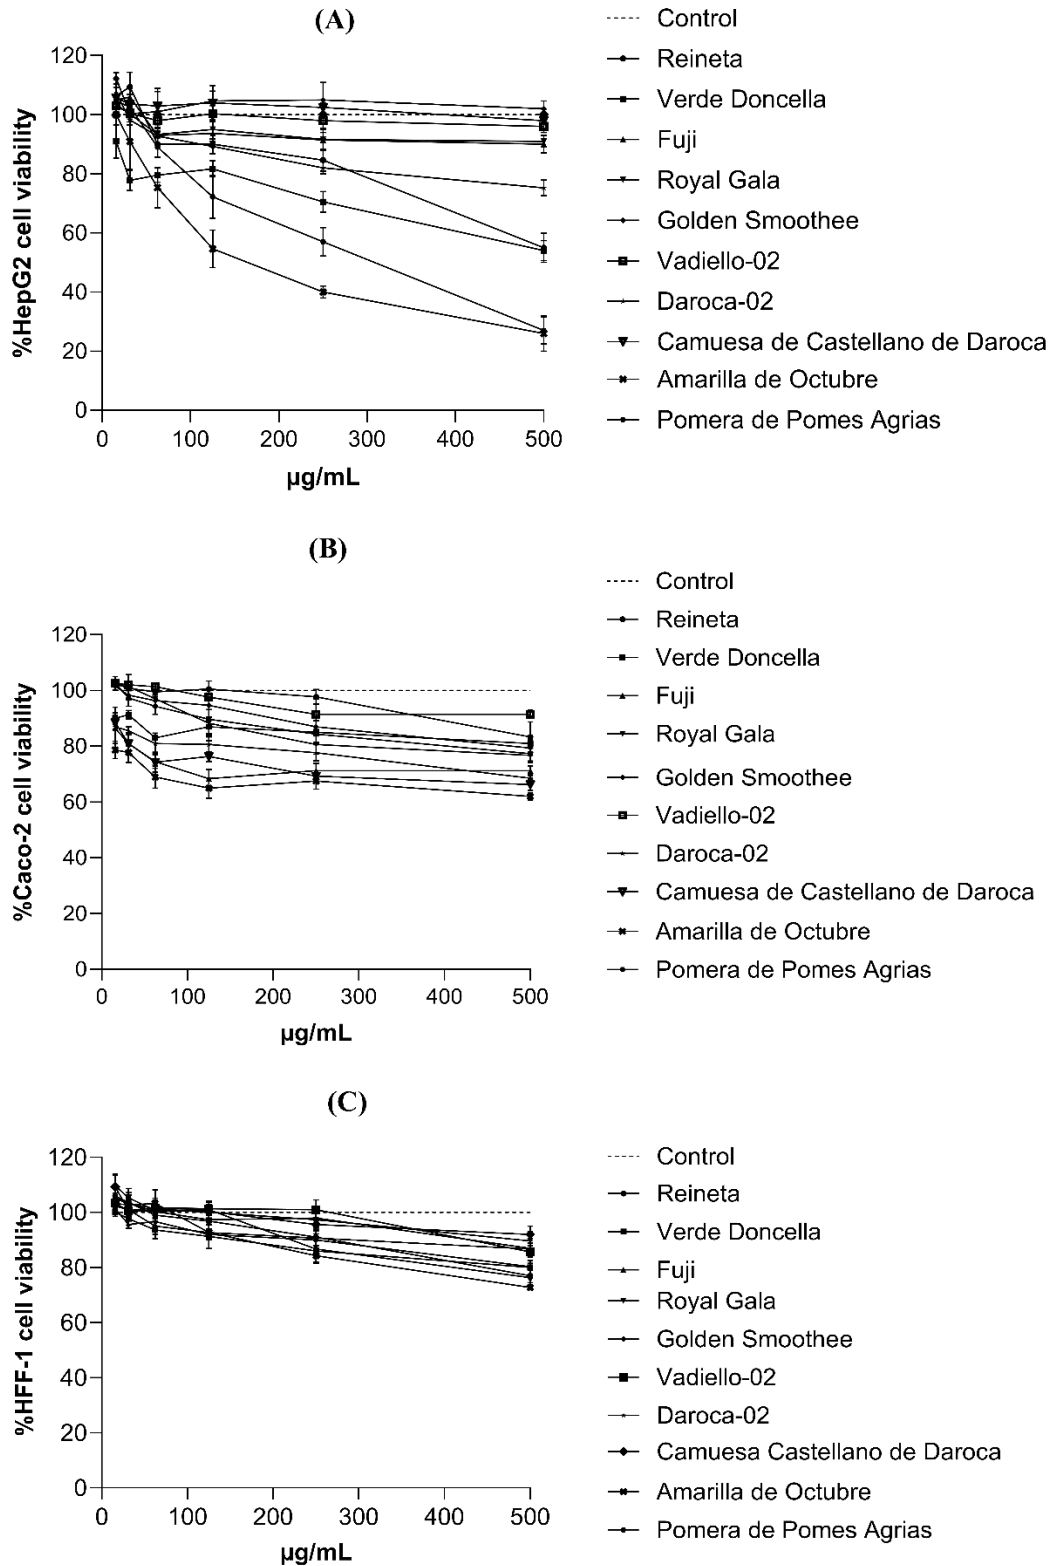 (A)
%HepG2 cell viability
120
100
80
60
40
20
0
0 100 200 300 400 500
µg/mL
Control
Reineta
Verde Doncella
Fuji
Royal Gala
Golden Smoothee
Vadiello-02
Daroca-02
Camuesa de Castellano de Daroca
Amarilla de Octubre
Pomera de Pomes Agrias
(B)
%Caco-2 cell viability
120
100
80
60
40
20
0
0 100 200 300 400 500
µg/mL
Control
Reineta
Verde Doncella
Fuji
Royal Gala
Golden Smoothee
Vadiello-02
Daroca-02
Camuesa de Castellano de Daroca
Amarilla de Octubre
Pomera de Pomes Agrias
(C)
%HFF-1 cell viability
120
100
80
60
40
20
0
0 100 200 300 400 500
µg/mL
Control
Reineta
Verde Doncella
Fuji
Royal Gala
Golden Smoothee
Vadiello-02
Daroca-02
Camuesa Castellano de Daroca
Amarilla de Octubre
Pomera de Pomes Agrias